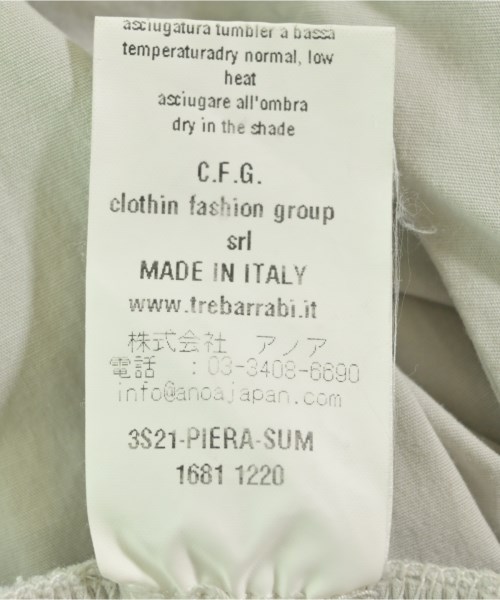 asciugatura tumbler a bassa
temperaturadry normal, low
heat
asciugare all'ombra
dry in the shade
C.F.G.
clothin fashion group
srl
MADE IN ITALY
www.trebarrabi.it
株式会社 アノア
電話 :03-3408-6690
info@anoajapan.com
3S21-PIERA-SUM
1681 1220